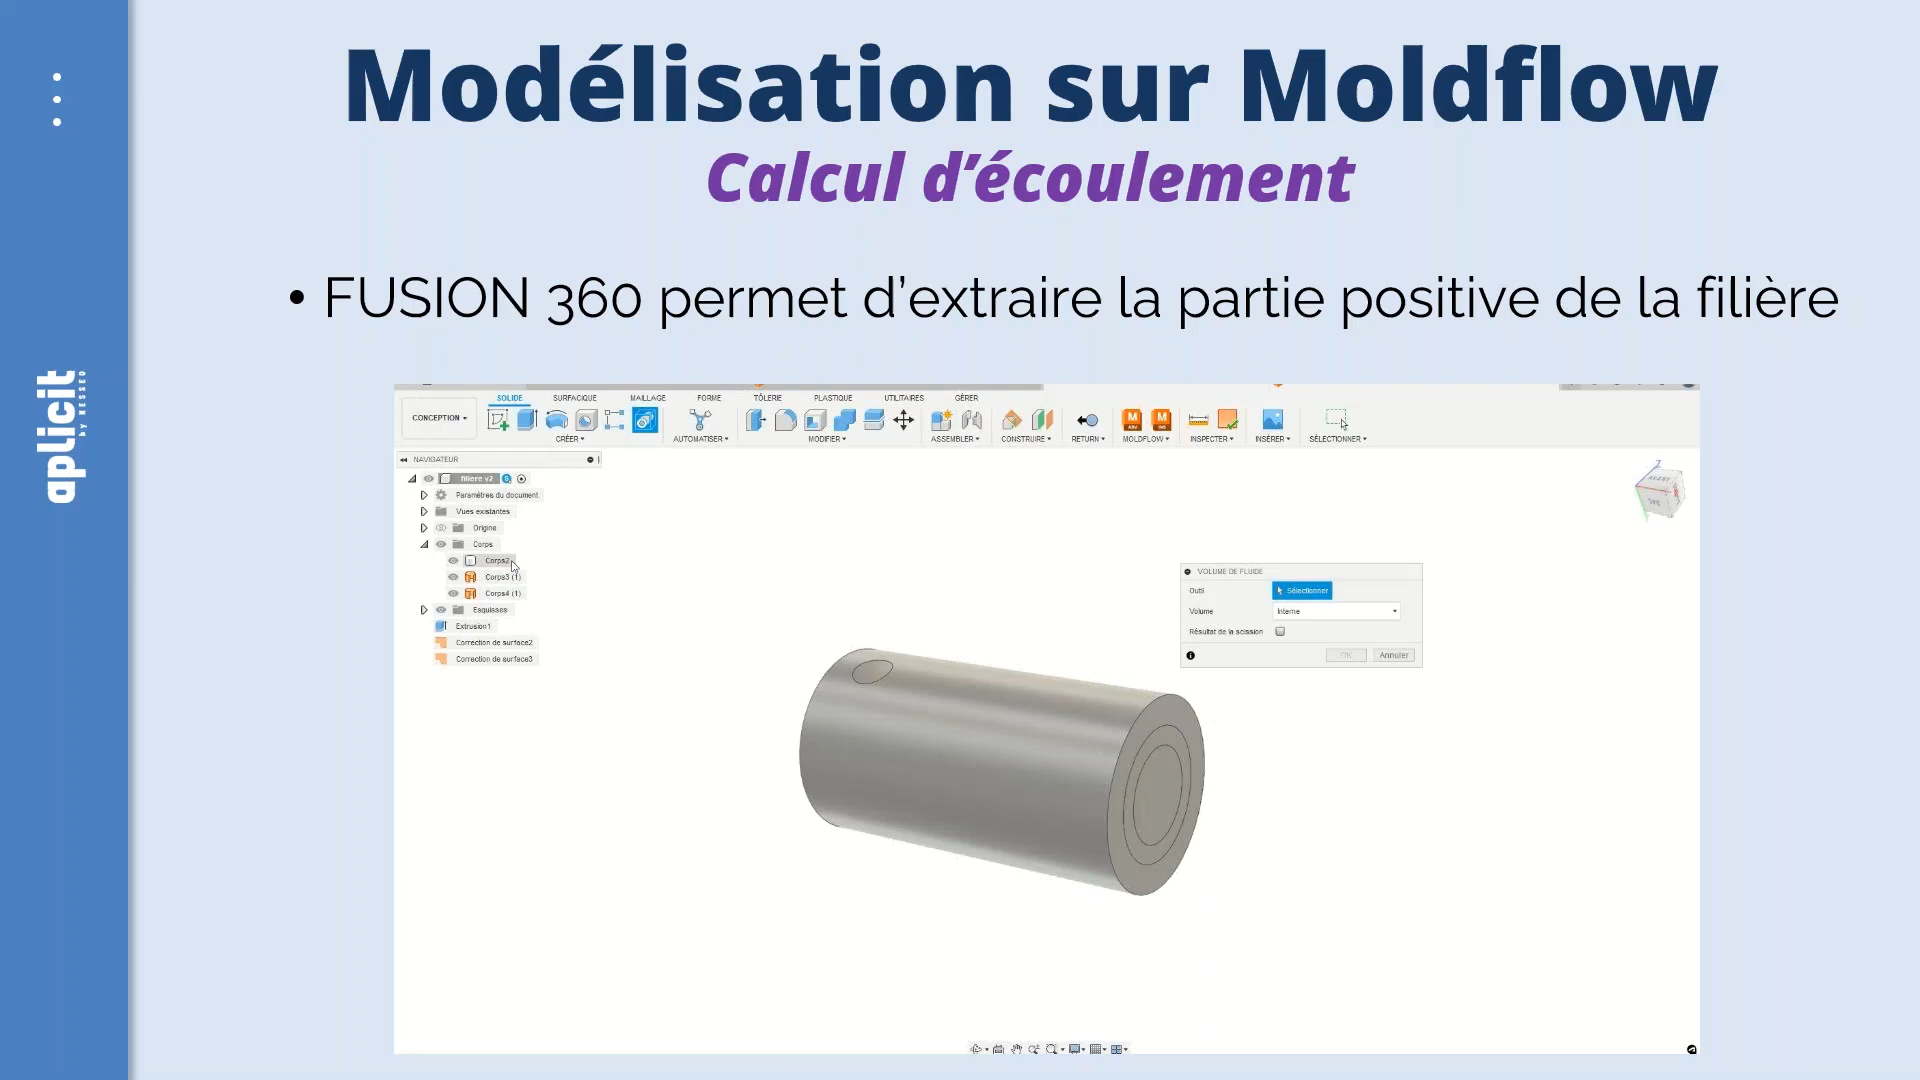 Modélisation sur Moldflow
Calcul d'écoulement
• FUSION 360 permet d'extraire la partie positive de la filière
aplicit
by NESSEO
SOLIDE SURFACIQUE MAILLAGE FORME TÔLERIE PLASTIQUE UTILITAIRES GÉRER
CONCEPTION
CRÉER AUTOMATISER MODIFIER ASSEMBLER CONSTRUIRE RETURN MOLDFLOW INSPECTER INSÉRER SÉLECTIONNER
NAVIGATEUR
filiere v2
Paramètres du document
Vues existantes
Origine
Corps
Corps2
Corps3 (1)
Corps4 (1)
Esquisses
Extrusion1
Correction de surface2
Correction de surface3
VOLUME DE FLUIDE
Outil Sélectionner
Volume Interne
Résultat de la scission
OK Annuler